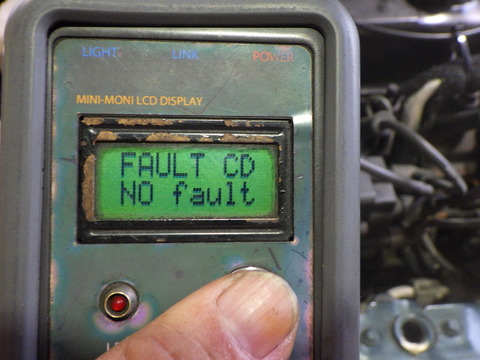 LIGHT LINK POWER
MINI-MONI LCD DISPLAY
FAULT CD
NO fault